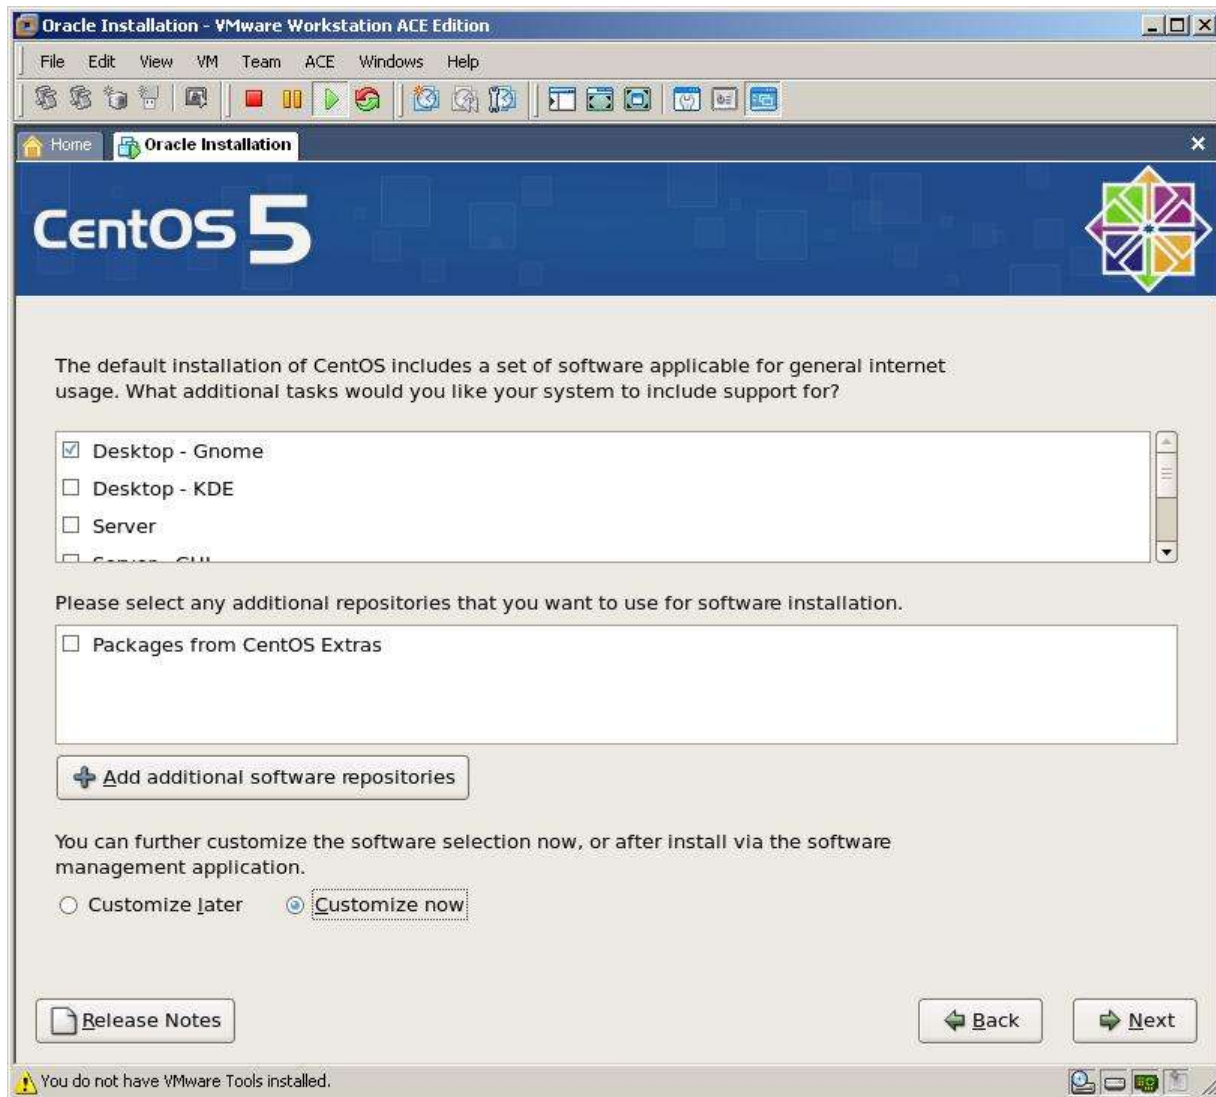 Oracle Installation - VMware Workstation ACE Edition
File Edit View VM Team ACE Windows Help
Home Oracle Installation
CentOS 5
The default installation of CentOS includes a set of software applicable for general internet
usage. What additional tasks would you like your system to include support for?
Desktop - Gnome
Desktop - KDE
Server
Server - GUI
Please select any additional repositories that you want to use for software installation.
Packages from CentOS Extras
Add additional software repositories
You can further customize the software selection now, or after install via the software
management application.
Customize later Customize now
Release Notes Back Next
You do not have VMware Tools installed.